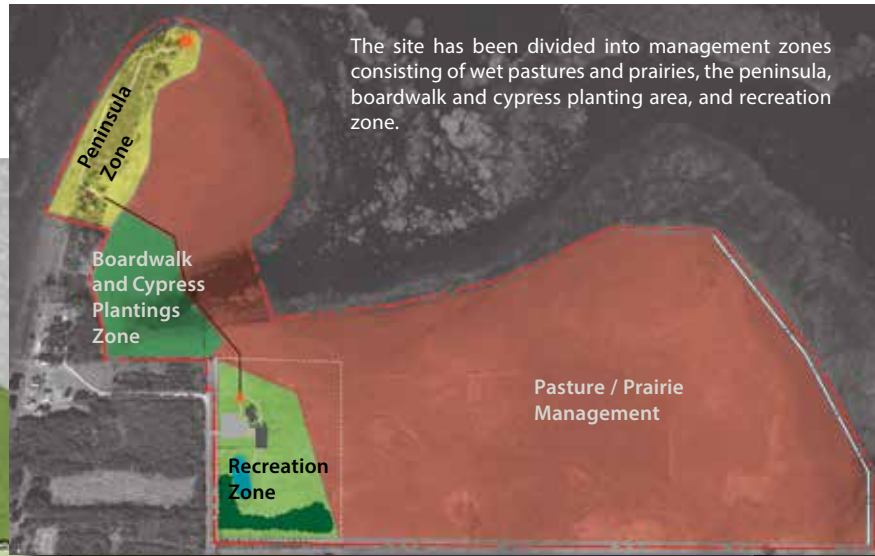 The site has been divided into management zones
consisting of wet pastures and prairies, the peninsula,
boardwalk and cypress planting area, and recreation
zone.
Peninsula
Zone
Boardwalk
and Cypress
Plantings
Zone
Pasture / Prairie
Management
Recreation
Zone